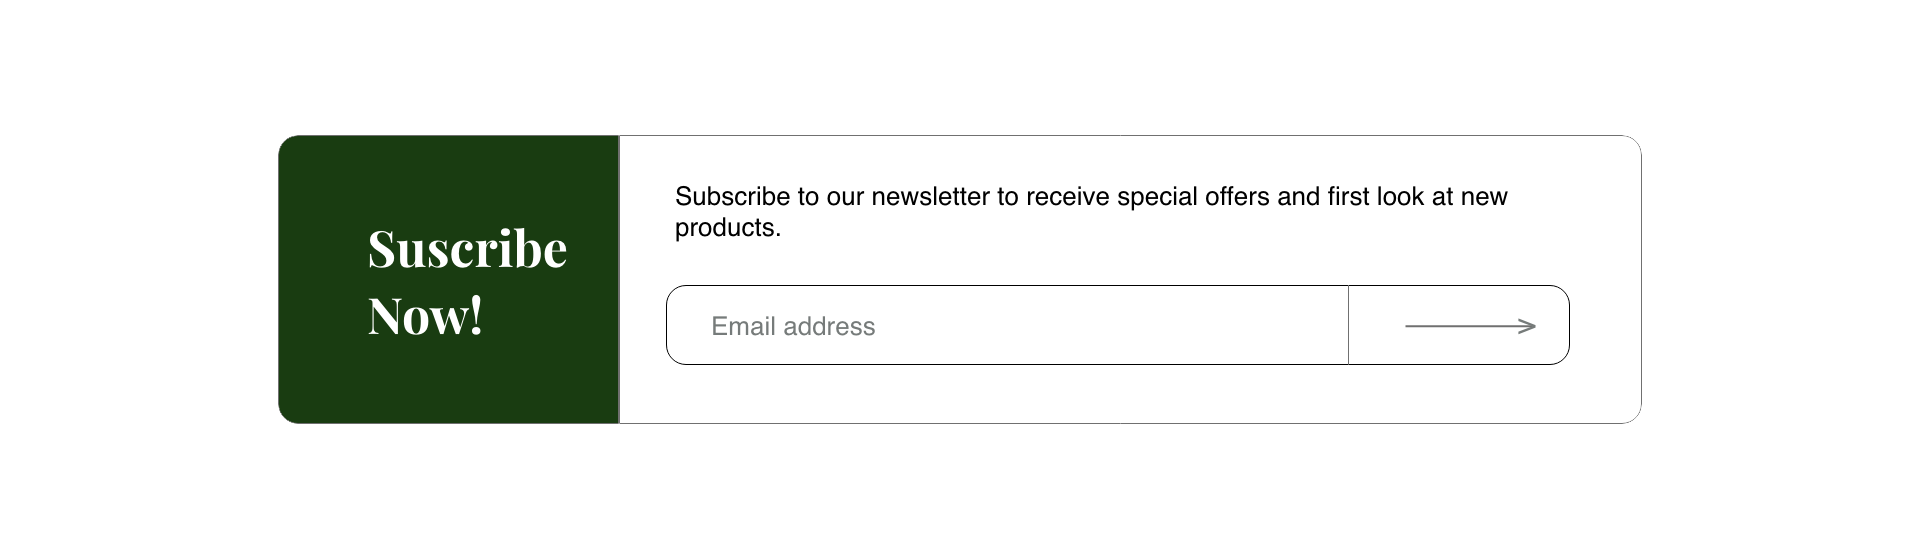 Suscribe
Now!
Subscribe to our newsletter to receive special offers and first look at new
products.
Email address